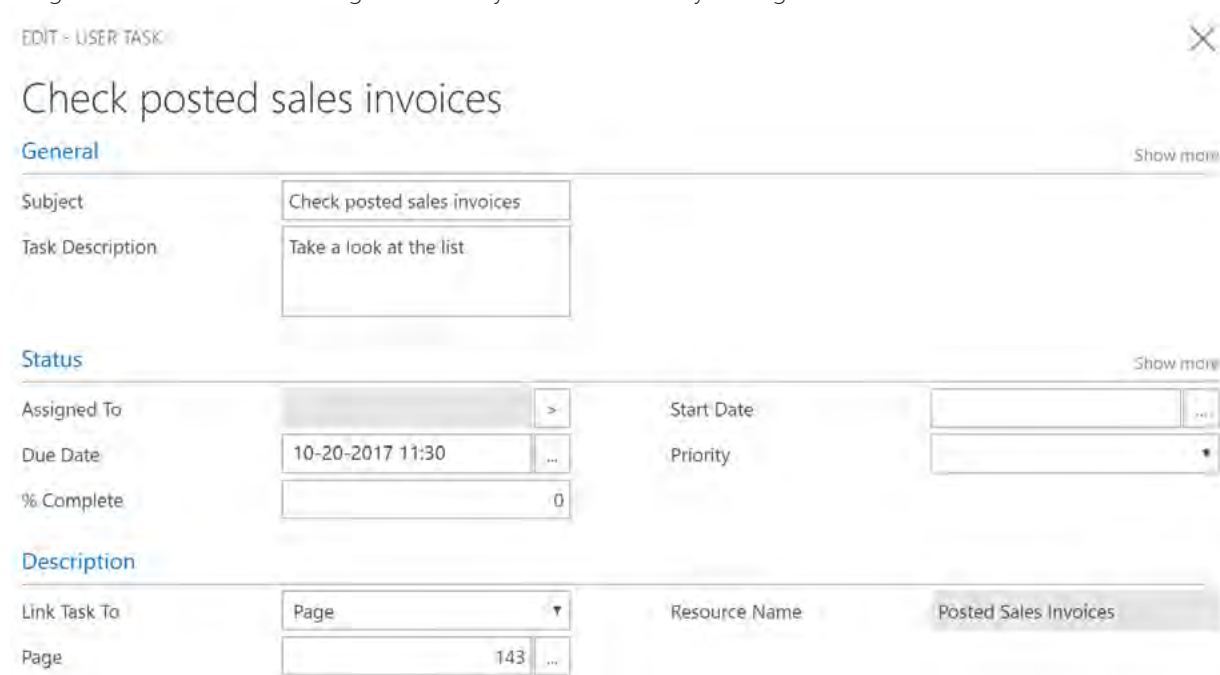 EDIT - USER TASK
Check posted sales invoices
General
Show more
Subject
Check posted sales invoices
Task Description
Take a look at the list
Status
Show more
Assigned To
>
Start Date
...
Due Date
10-20-2017 11:30
...
Priority
% Complete
0
Description
Link Task To
Page
Resource Name
Posted Sales Invoices
Page
143
...